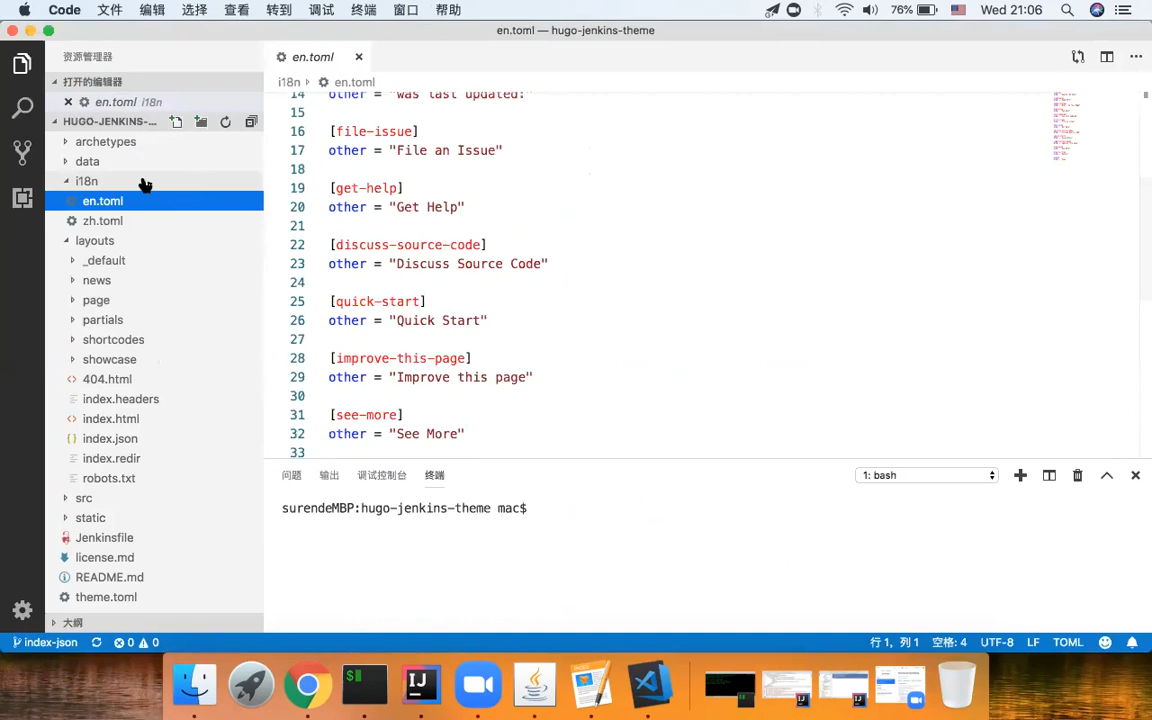 Code 文件 编辑 选择 查看 转到 调试 终端 窗口 帮助 76% Wed 21:06
en.toml — hugo-jenkins-theme
资源管理器
打开的编辑器
en.toml i18n
HUGO-JENKINS-...
archetypes
data
i18n
en.toml
zh.toml
layouts
_default
news
page
partials
shortcodes
showcase
404.html
index.headers
index.html
index.json
index.redir
robots.txt
src
static
Jenkinsfile
license.md
README.md
theme.toml
大纲
en.toml
i18n en.toml
14 other = "was last updated:"
15
16 [file-issue]
17 other = "File an Issue"
18
19 [get-help]
20 other = "Get Help"
21
22 [discuss-source-code]
23 other = "Discuss Source Code"
24
25 [quick-start]
26 other = "Quick Start"
27
28 [improve-this-page]
29 other = "Improve this page"
30
31 [see-more]
32 other = "See More"
33
问题 输出 调试控制台 终端 1: bash
surendeMBP:hugo-jenkins-theme mac$
index-json 0 0 行 1, 列 1 空格: 4 UTF-8 LF TOML
$ IJ